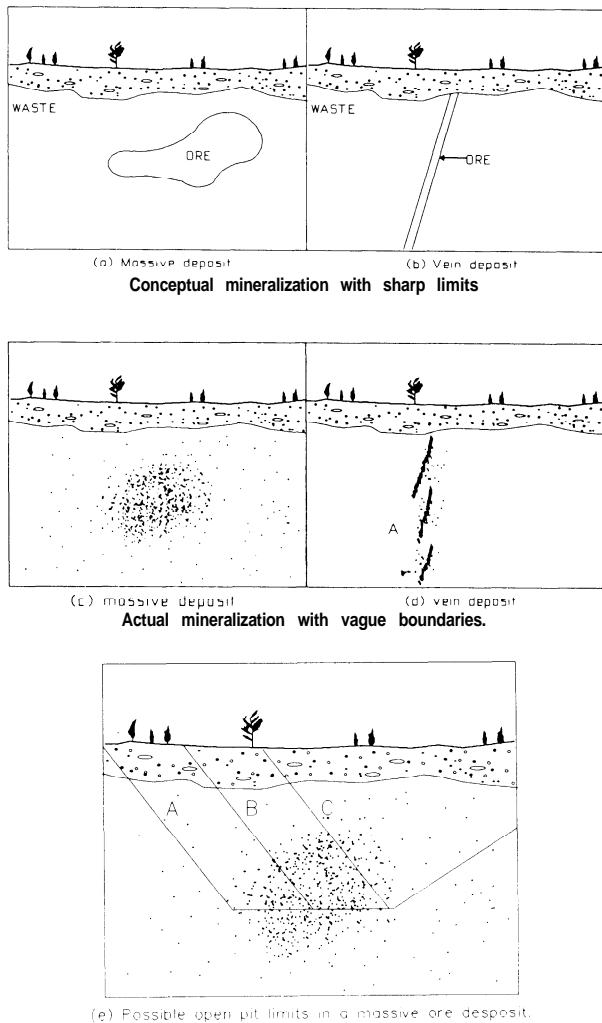 WASTE
ORE
(a) Massive deposit
WASTE
ORE
(b) Vein deposit
Conceptual mineralization with sharp limits
(c) massive deposit
A
(d) vein deposit
Actual mineralization with vague boundaries.
A B C
(e) Possible open pit limits in a massive ore desposit.